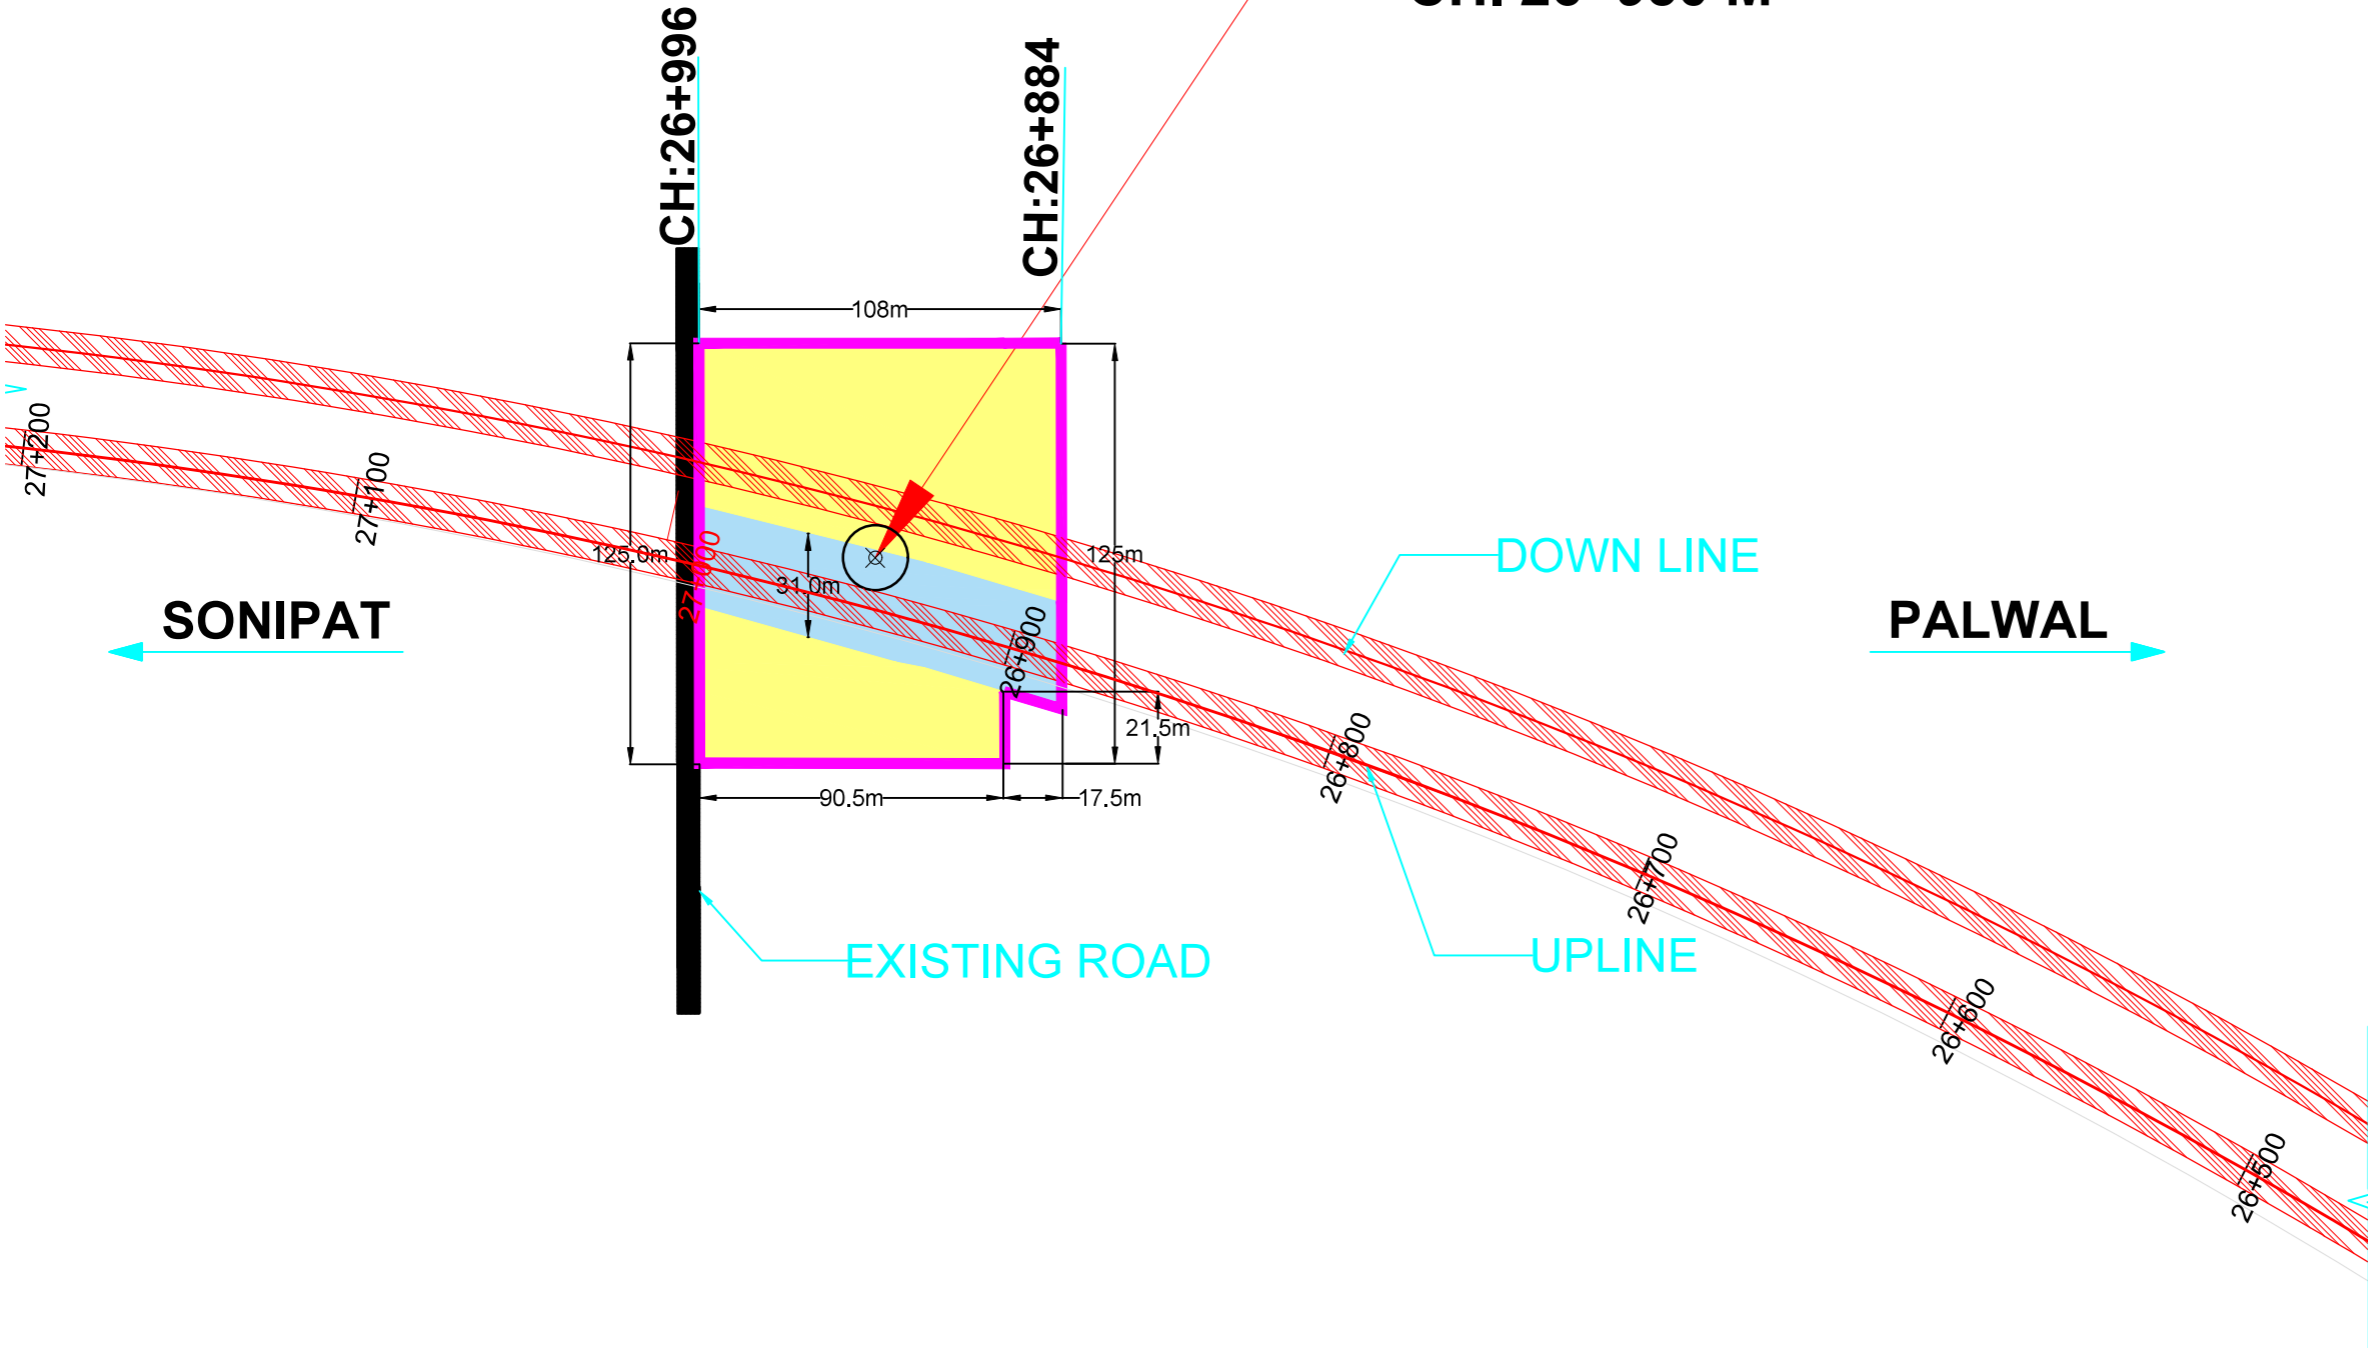 CH:26+996
CH:26+884
108m
27+200
27+100
125.0m
31.0m
125m
DOWN LINE
SONIPAT
PALWAL
26+900
21.5m
26+800
90.5m
17.5m
26+700
EXISTING ROAD
UPLINE
26+600
26+500